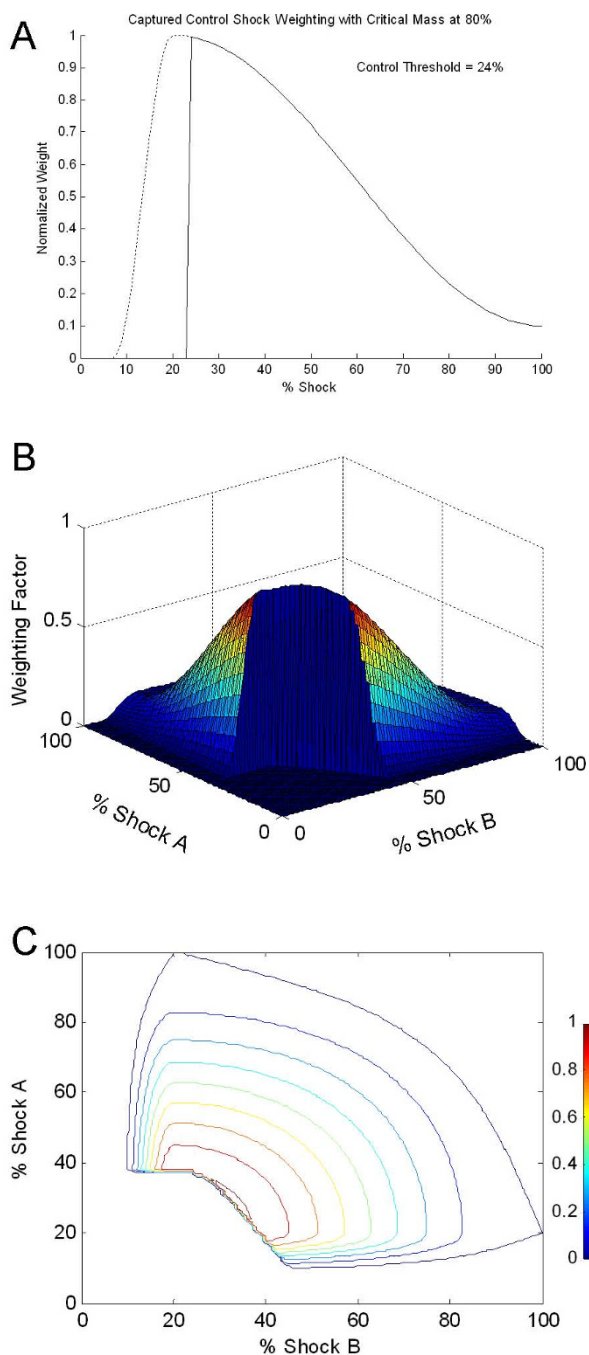 A
Captured Control Shock Weighting with Critical Mass at 80%
Control Threshold = 24%
Normalized Weight
1
0.9
0.8
0.7
0.6
0.5
0.4
0.3
0.2
0.1
0
0 10 20 30 40 50 60 70 80 90 100
% Shock
B
Weighting Factor
1
0.5
0
100
50
0
% Shock A
0
50
100
% Shock B
C
% Shock A
100
80
60
40
20
0
0 20 40 60 80 100
% Shock B
1
0.8
0.6
0.4
0.2
0